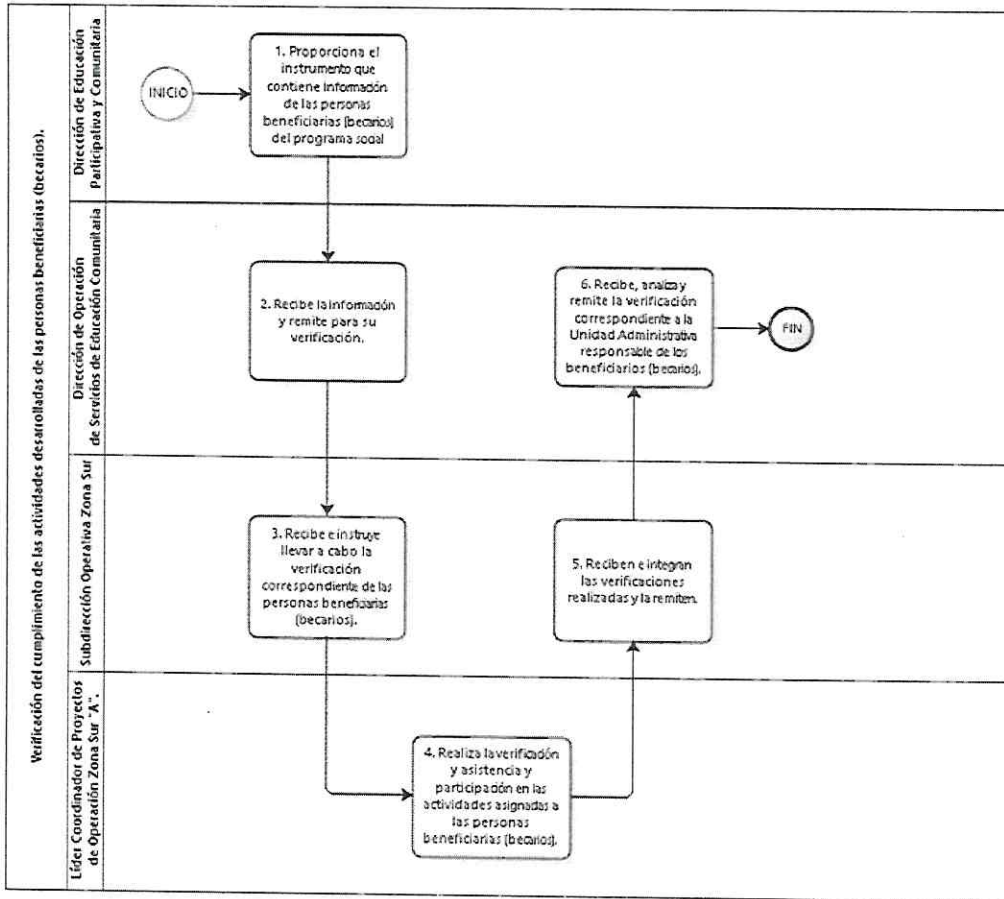 Verificación del cumplimiento de las actividades desarrolladas de las personas beneficiarias (becarios).
Dirección de Educación
Participativa y Comunitaria
INICIO
1. Proporciona el
instrumento que
contiene información
de las personas
beneficiarias (becarios)
del programa social
Dirección de Operación
de Servicios de Educación Comunitaria
2. Recibe la información
y remite para su
verificación.
6. Recibe, analiza y
remite la verificación
correspondiente a la
Unidad Administrativa
responsable de los
beneficiarios (becarios).
FIN
Subdirección Operativa Zona Sur
3. Recibe e instruye
llevar a cabo la
verificación
correspondiente de las
personas beneficiarias
(becarios).
5. Reciben e integran
las verificaciones
realizadas y la remiten.
Líder Coordinador de Proyectos
de Operación Zona Sur "A".
4. Realiza la verificación
y asistencia y
participación en las
actividades asignadas a
las personas
beneficiarias (becarios).